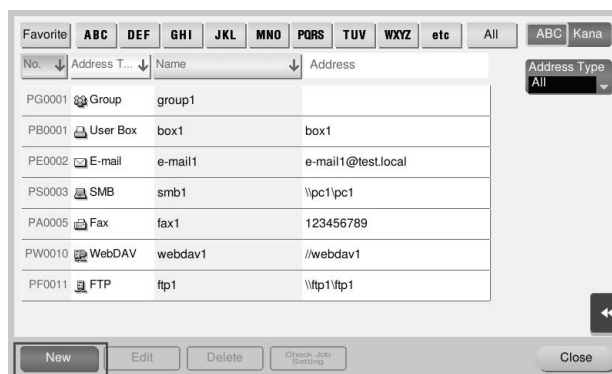 Favorite ABC DEF GHI JKL MNO PQRS TUV WXYZ etc All ABC Kana
No. Address T... Name Address
Address Type
All
PG0001 Group group1
PB0001 User Box box1 box1
PE0002 E-mail e-mail1 e-mail1@test.local
PS0003 SMB smb1 \\pc1\pc1
PA0005 Fax fax1 123456789
PW0010 WebDAV webdav1 //webdav1
PF0011 FTP ftp1 \\ftp1\ftp1
New Edit Delete Check Job Setting Close